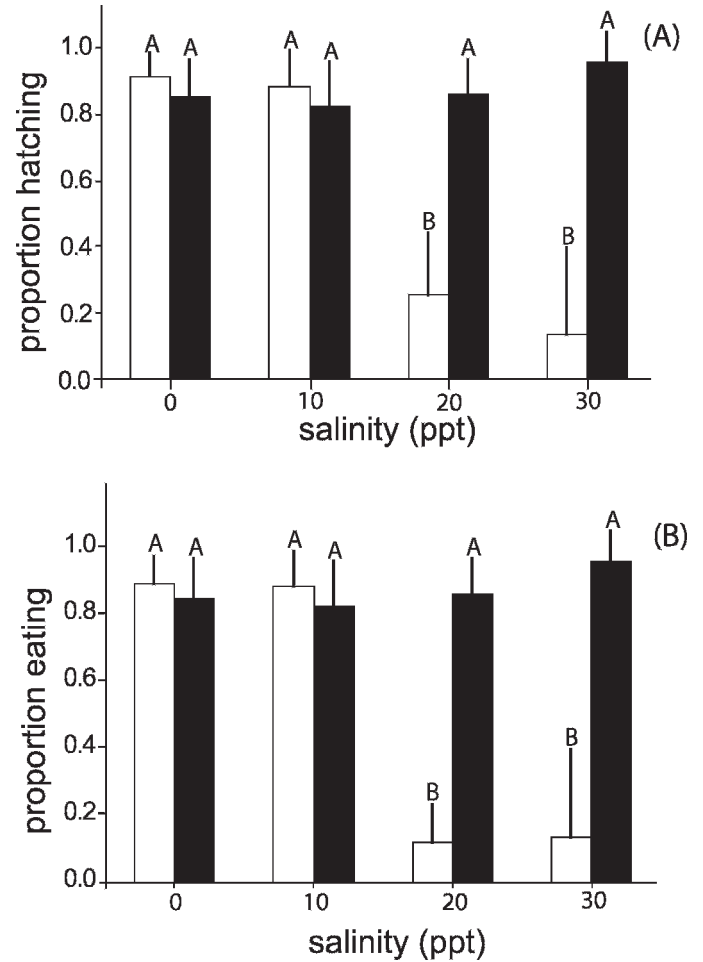 (A)
A A A A A A
B B
1.0
0.8
0.6
0.4
0.2
0.0
proportion hatching
0 10 20 30
salinity (ppt)
(B)
A A A A A A
B B
1.0
0.8
0.6
0.4
0.2
0.0
proportion eating
0 10 20 30
salinity (ppt)